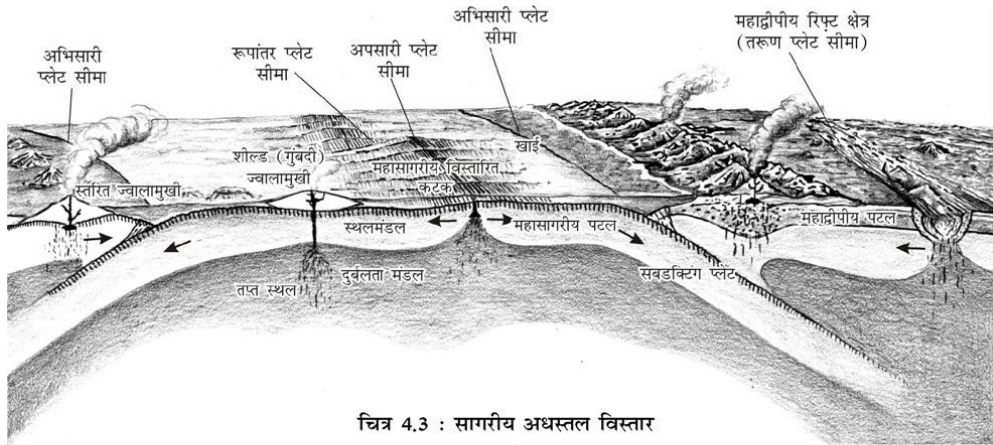 अभिसारी
प्लेट सीमा
रूपांतर प्लेट
सीमा
अपसारी प्लेट
सीमा
अभिसारी प्लेट
सीमा
महाद्वीपीय रिफ़्ट क्षेत्र
(तरूण प्लेट सीमा)
खाई
शील्ड (गुंबदी)
ज्वालामुखी
महासागरीय विस्तारित
कटक
स्तरित ज्वालामुखी
स्थलमंडल
महासागरीय पटल
महाद्वीपीय पटल
तप्त स्थल
दुर्बलता मंडल
सबडक्टिंग प्लेट
चित्र 4.3 : सागरीय अधस्तल विस्तार